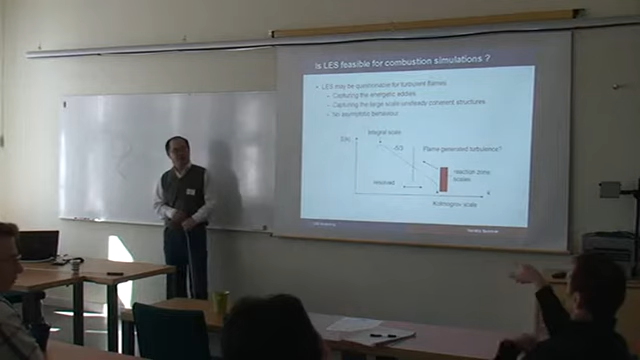 Is LES feasible for combustion simulations ?
• LES may be questionable for turbulent flames
– Capturing the energetic eddies
– Capturing the large scale unsteady coherent structures
– No asymptotic behaviour
Integral scale
E(k)
-5/3
Flame generated turbulence?
reaction zone
scales
resolved
Kolmogrov scale